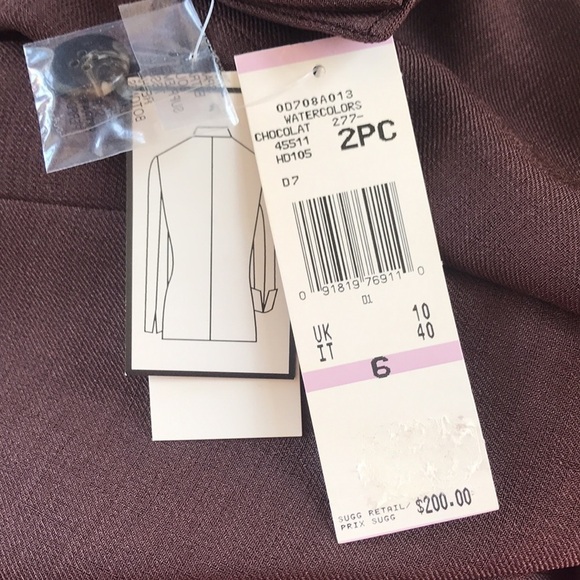 0D708A013
WATERCOLORS
CHOCOLAT 277-
45511
HD105 2PC
D7
0 91819 76911 0
01
UK 10
IT 40
6
SUGG RETAIL/
PRIX SUGG $200.00